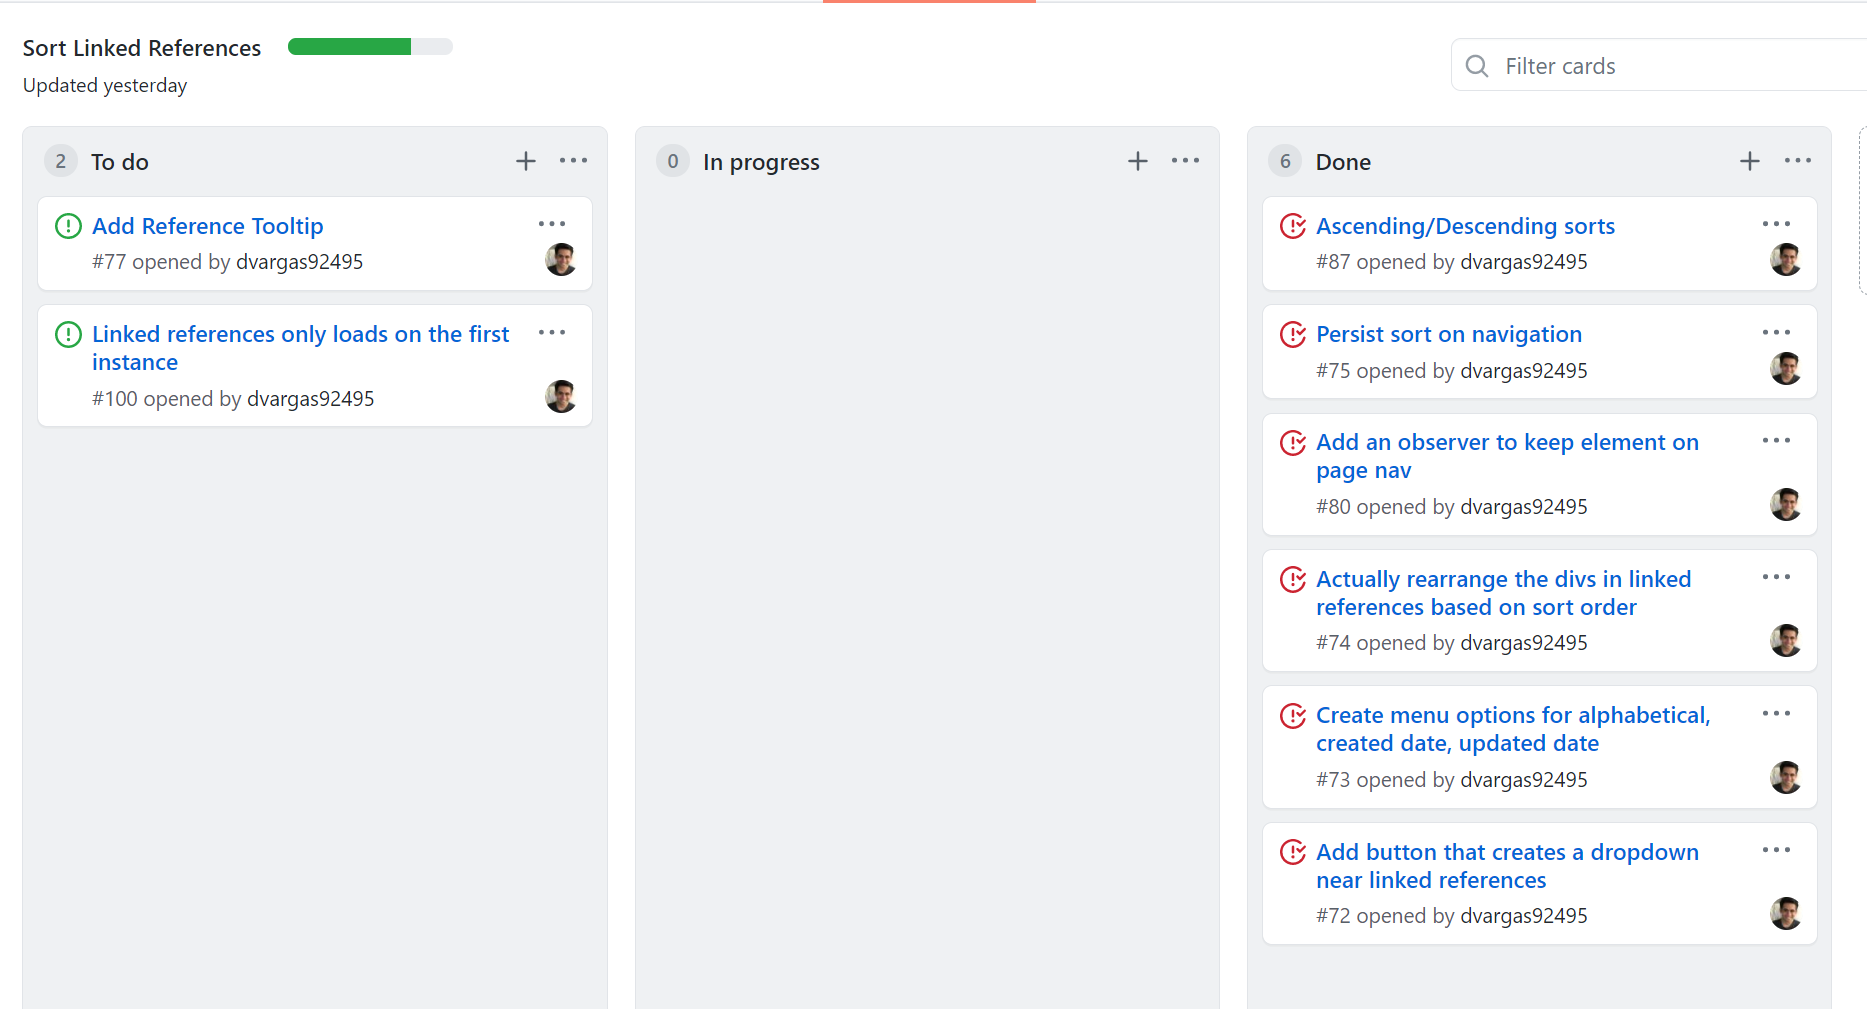 Sort Linked References
Updated yesterday
Filter cards
2 To do
Add Reference Tooltip
#77 opened by dvargas92495
Linked references only loads on the first
instance
#100 opened by dvargas92495
0 In progress
6 Done
Ascending/Descending sorts
#87 opened by dvargas92495
Persist sort on navigation
#75 opened by dvargas92495
Add an observer to keep element on
page nav
#80 opened by dvargas92495
Actually rearrange the divs in linked
references based on sort order
#74 opened by dvargas92495
Create menu options for alphabetical,
created date, updated date
#73 opened by dvargas92495
Add button that creates a dropdown
near linked references
#72 opened by dvargas92495